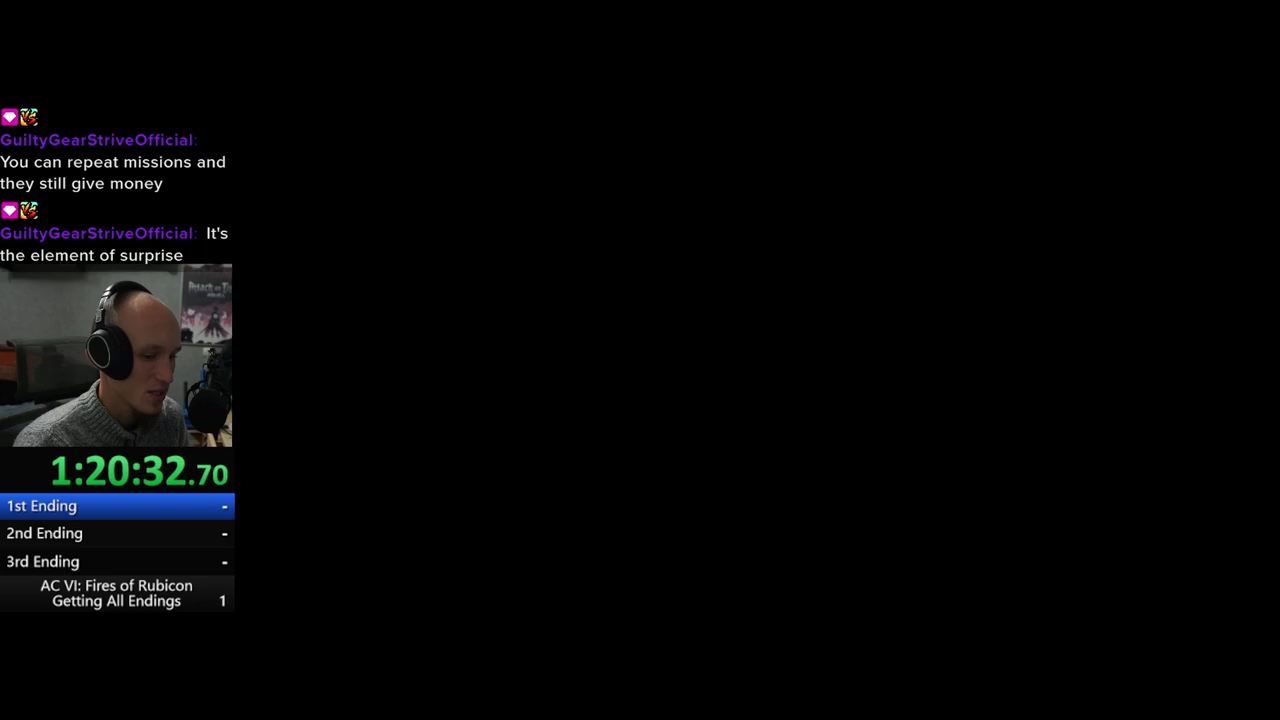 GuiltyGearStriveOfficial:
You can repeat missions and
they still give money
GuiltyGearStriveOfficial: It's
the element of surprise
1:20:32.70
1st Ending -
2nd Ending -
3rd Ending -
AC VI: Fires of Rubicon
Getting All Endings 1